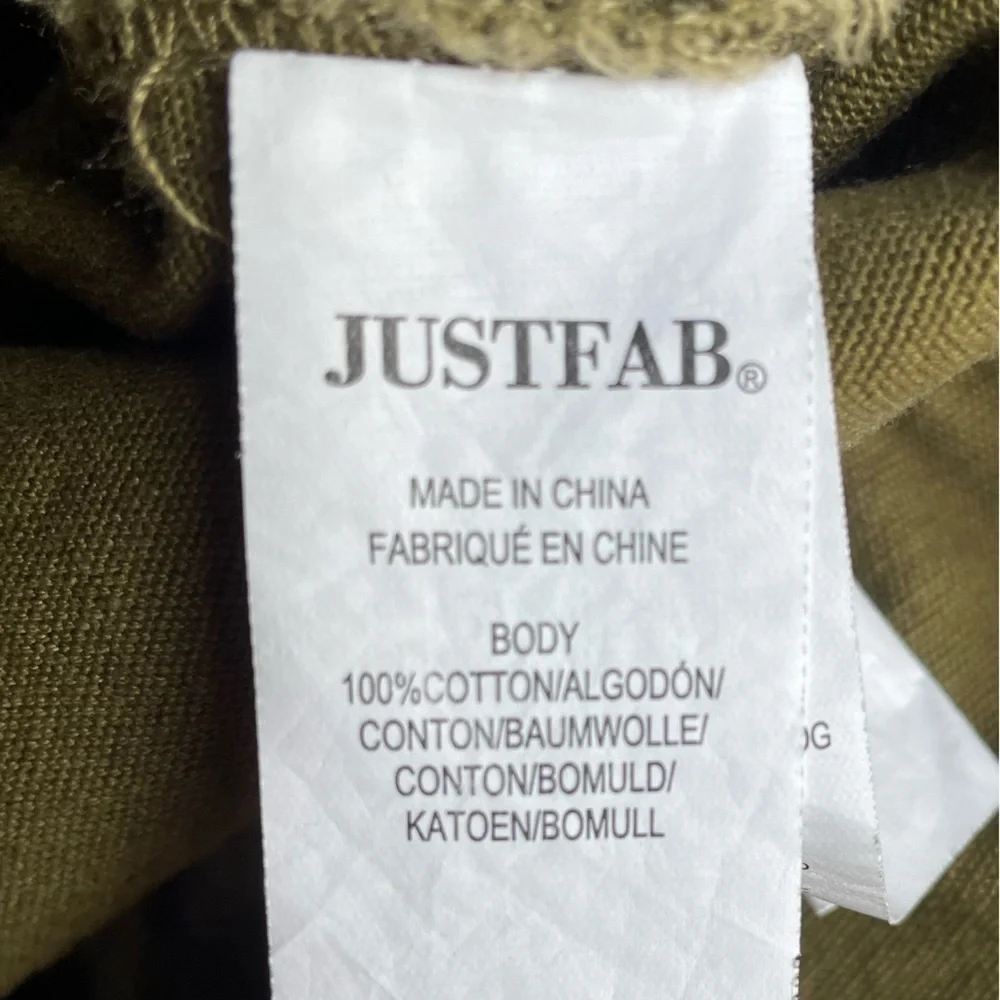 JUSTFAB®
MADE IN CHINA
FABRIQUÉ EN CHINE
BODY
100%COTTON/ALGODÓN/
CONTON/BAUMWOLLE/
CONTON/BOMULD/
KATOEN/BOMULL